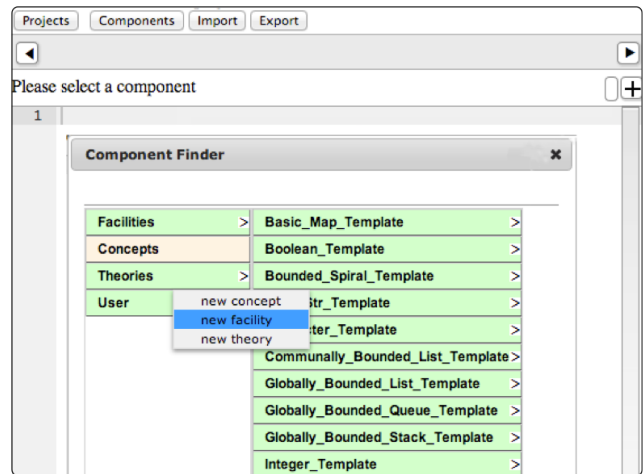 Projects Components Import Export
Please select a component
1
Component Finder
Facilities > Basic_Map_Template >
Concepts Boolean_Template >
Theories > Bounded_Spiral_Template >
User Str_Template >
new concept
new facility
new theory
ter_Template >
Communally_Bounded_List_Template >
Globally_Bounded_List_Template >
Globally_Bounded_Queue_Template >
Globally_Bounded_Stack_Template >
Integer_Template >